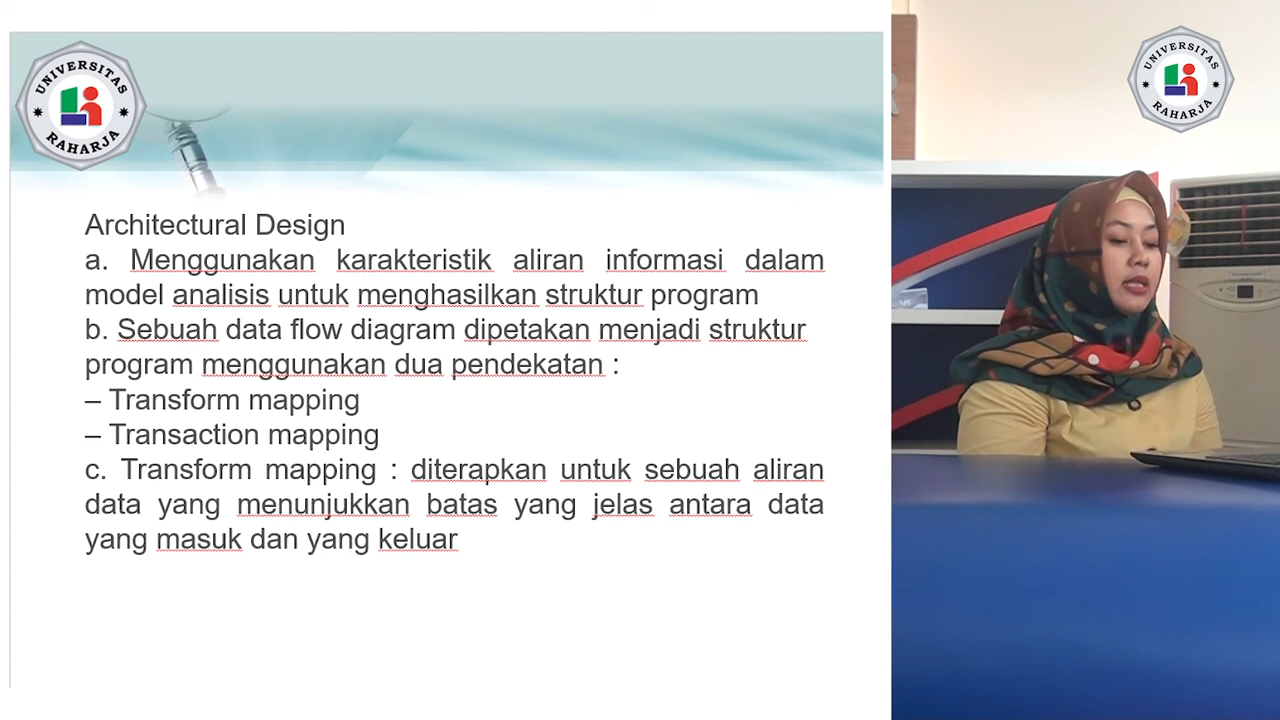 UNIVERSITAS
RAHARJA
Architectural Design
a. Menggunakan karakteristik aliran informasi dalam
model analisis untuk menghasilkan struktur program
b. Sebuah data flow diagram dipetakan menjadi struktur
program menggunakan dua pendekatan :
– Transform mapping
– Transaction mapping
c. Transform mapping : diterapkan untuk sebuah aliran
data yang menunjukkan batas yang jelas antara data
yang masuk dan yang keluar
UNIVERSITAS
RAHARJA
R